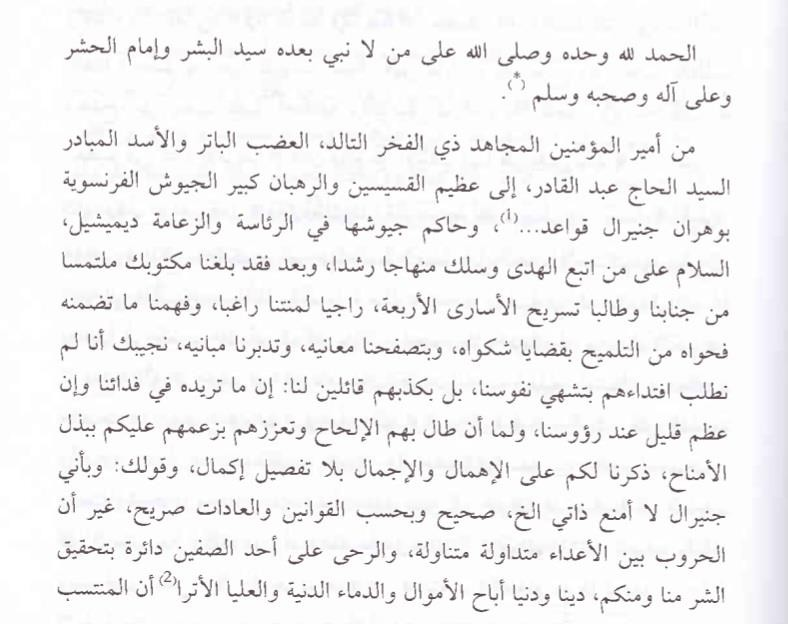 الحمد لله وحده وصلى الله على من لا نبي بعده سيد البشر وإمام الحشر
وعلى آله وصحبه وسلم (*).
من أمير المؤمنين المجاهد ذي الفخر التالد، العضب الباتر والأسد المبادر
السيد الحاج عبد القادر، إلى عظيم القسيسين والرهبان كبير الجيوش الفرنسوية
بوهران جنيرال قواعد...(1)، وحاكم جيوشها في الرئاسة والزعامة ديميشيل،
السلام على من اتبع الهدى وسلك منهاجا رشدا، وبعد فقد بلغنا مكتوبك ملتمسا
من جنابنا وطالبا تسريح الأسارى الأربعة، راجيا لمنتنا راغبا، وفهمنا ما تضمنه
فحواه من التلميح بقضايا شكواه، وبتصفحنا معانيه، وتدبرنا مبانيه، نجيبك أنا لم
نطلب افتداءهم بتشهي نفوسنا، بل بكذبهم قائلين لنا: إن ما تريده في فدائنا وإن
عظم قليل عند رؤوسنا، ولما أن طال بهم الإلحاح وتعززهم بزعمهم عليكم ببذل
الأمناح، ذكرنا لكم على الإهمال والإجمال بلا تفصيل إكمال، وقولك: وبأني
جنيرال لا أمنع ذاتي الخ، صحيح وبحسب القوانين والعادات صريح، غير أن
الحروب بين الأعداء متداولة متناولة، والرحى على أحد الصفين دائرة بتحفيق
الشر منا ومنكم، دينا ودنيا أباح الأموال والدماء الدنية والعليا الأترا(2) أن المنتسب